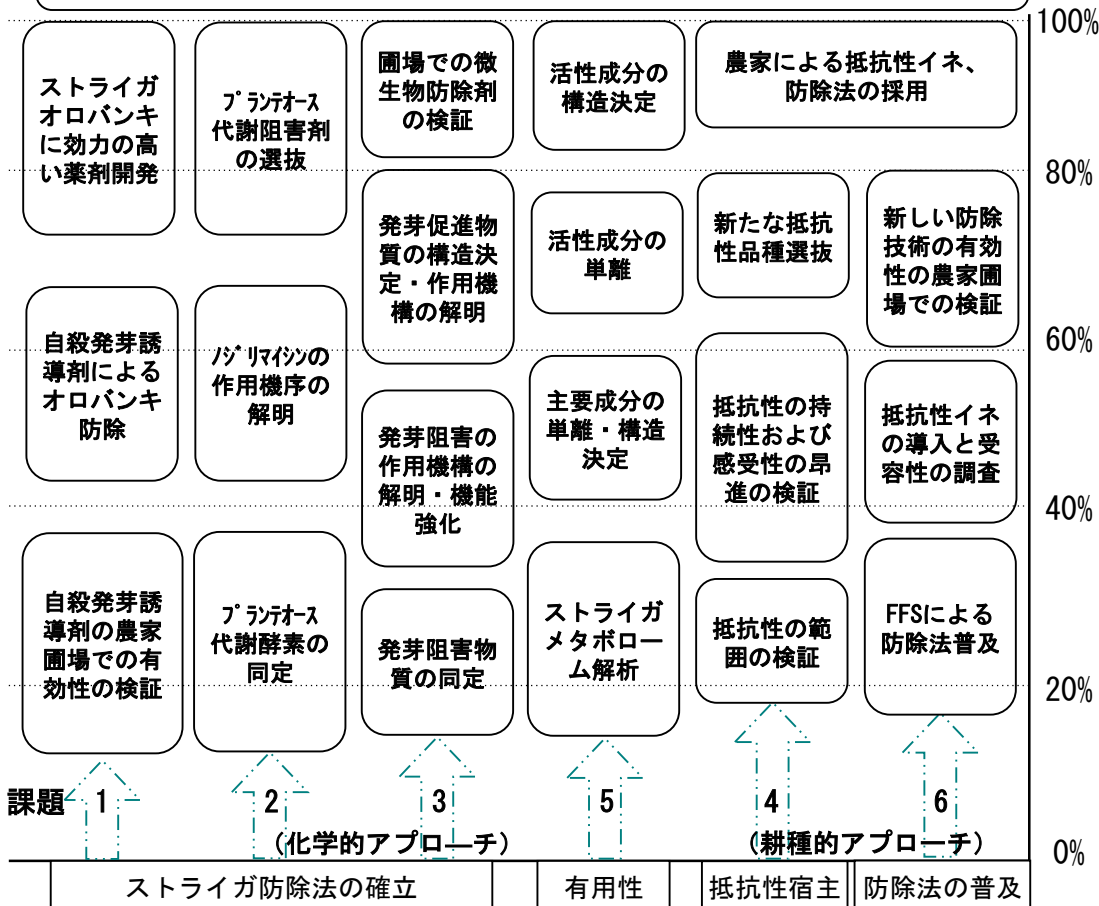 100%
ストライガ
オロバンキ
に効力の高
い薬剤開発
プランテオース
代謝阻害剤
の選抜
圃場での微
生物防除剤
の検証
活性成分の
構造決定
農家による抵抗性イネ、
防除法の採用
80%
発芽促進物
質の構造決
定・作用機
構の解明
活性成分の
単離
新たな抵抗
性品種選抜
新しい防除
技術の有効
性の農家圃
場での検証
60%
自殺発芽誘
導剤による
オロバンキ
防除
ノジリマイシンの
作用機序の
解明
発芽阻害の
作用機構の
解明・機能
強化
主要成分の
単離・構造
決定
抵抗性の持
続性および
感受性の昂
進の検証
抵抗性イネ
の導入と受
容性の調査
40%
自殺発芽誘
導剤の農家
圃場での有
効性の検証
プランテオース
代謝酵素の
同定
発芽阻害物
質の同定
ストライガ
メタボロー
ム解析
抵抗性の範
囲の検証
FFSによる
防除法普及
20%
課題 1 2 3 5 4 6
(化学的アプローチ) (耕種的アプローチ)
0%
ストライガ防除法の確立 有用性 抵抗性宿主 防除法の普及